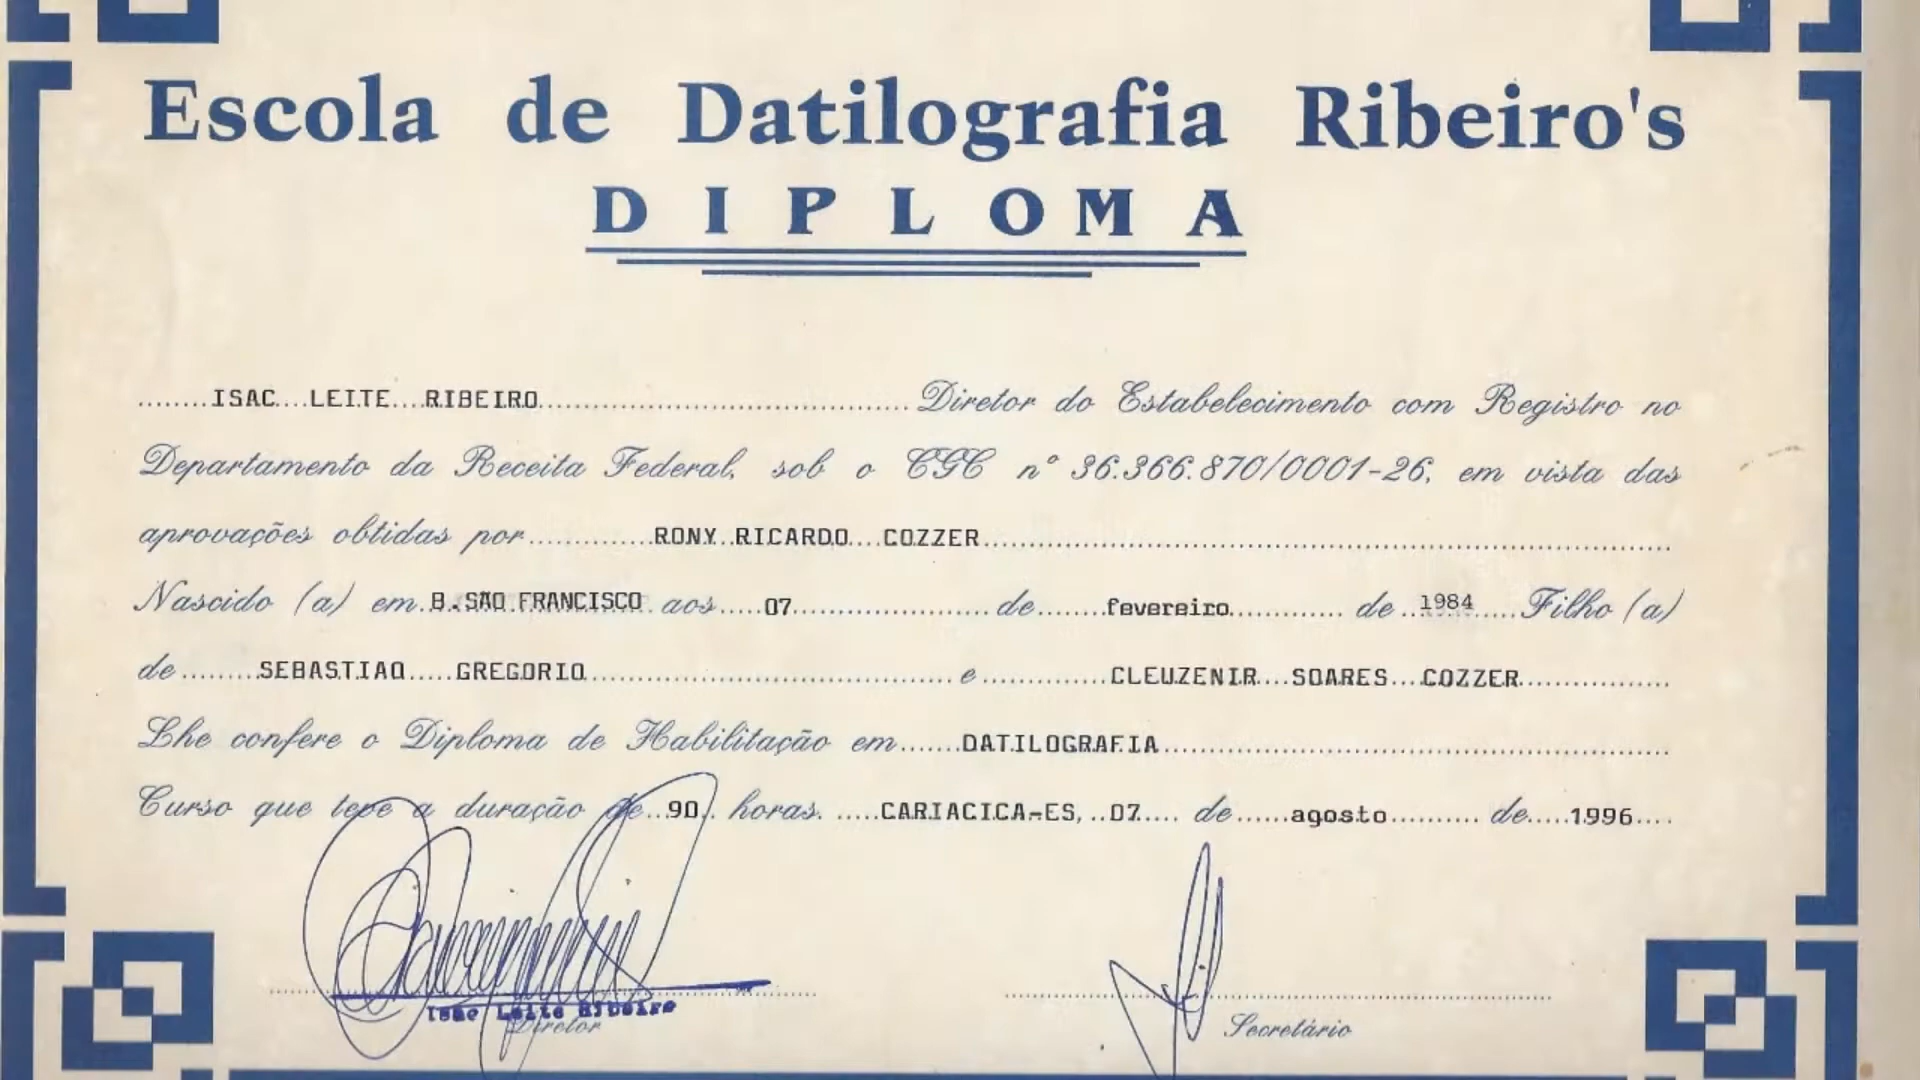 Escola de Datilografia Ribeiro's
DIPLOMA
ISAC LEITE RIBEIRO Diretor do Estabelecimento com Registro no
Departamento da Receita Federal, sob o CGC nº 36.366.870/0001-26, em vista das
aprovações obtidas por RONY RICARDO COZZER
Nascido (a) em B. SÃO FRANCISCO aos 07 de fevereiro de 1984 Filho (a)
de SEBASTIAO GREGORIO e CLEUZENIR SOARES COZZER
Lhe confere o Diploma de Habilitação em DATILOGRAFIA
Curso que teve a duração de 90 horas. CARIACICA-ES, 07 de agosto de 1996
Isac Leite Ribeiro
Diretor
Secretário